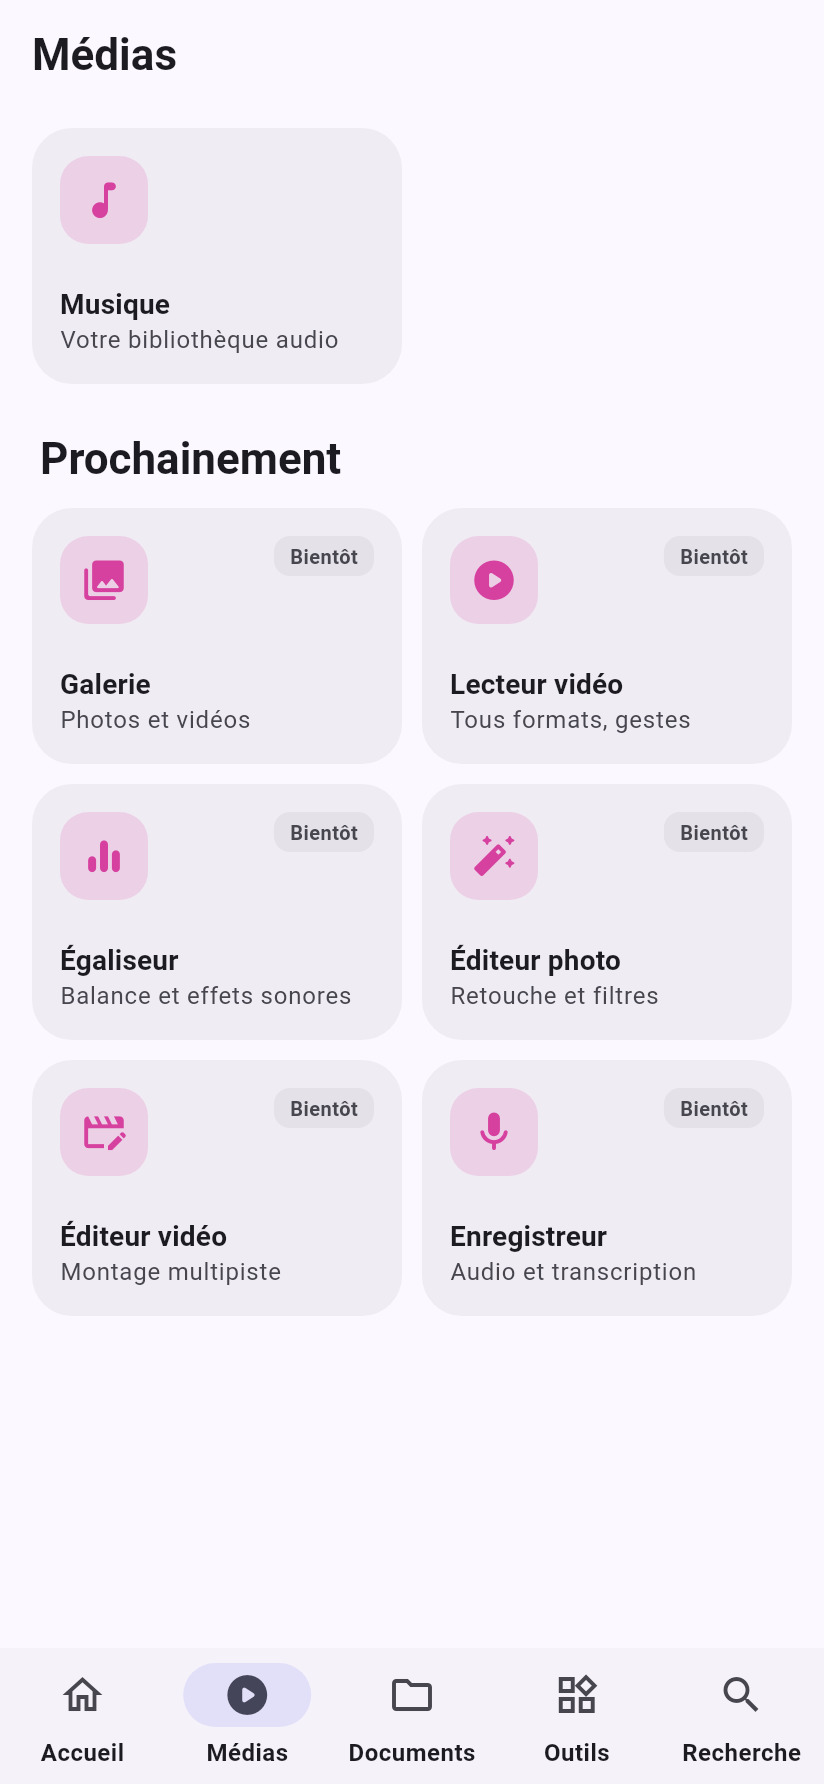 Médias
Musique
Votre bibliothèque audio
Prochainement
Bientôt
Galerie
Photos et vidéos
Bientôt
Lecteur vidéo
Tous formats, gestes
Bientôt
Égaliseur
Balance et effets sonores
Bientôt
Éditeur photo
Retouche et filtres
Bientôt
Éditeur vidéo
Montage multipiste
Bientôt
Enregistreur
Audio et transcription
Accueil
Médias
Documents
Outils
Recherche